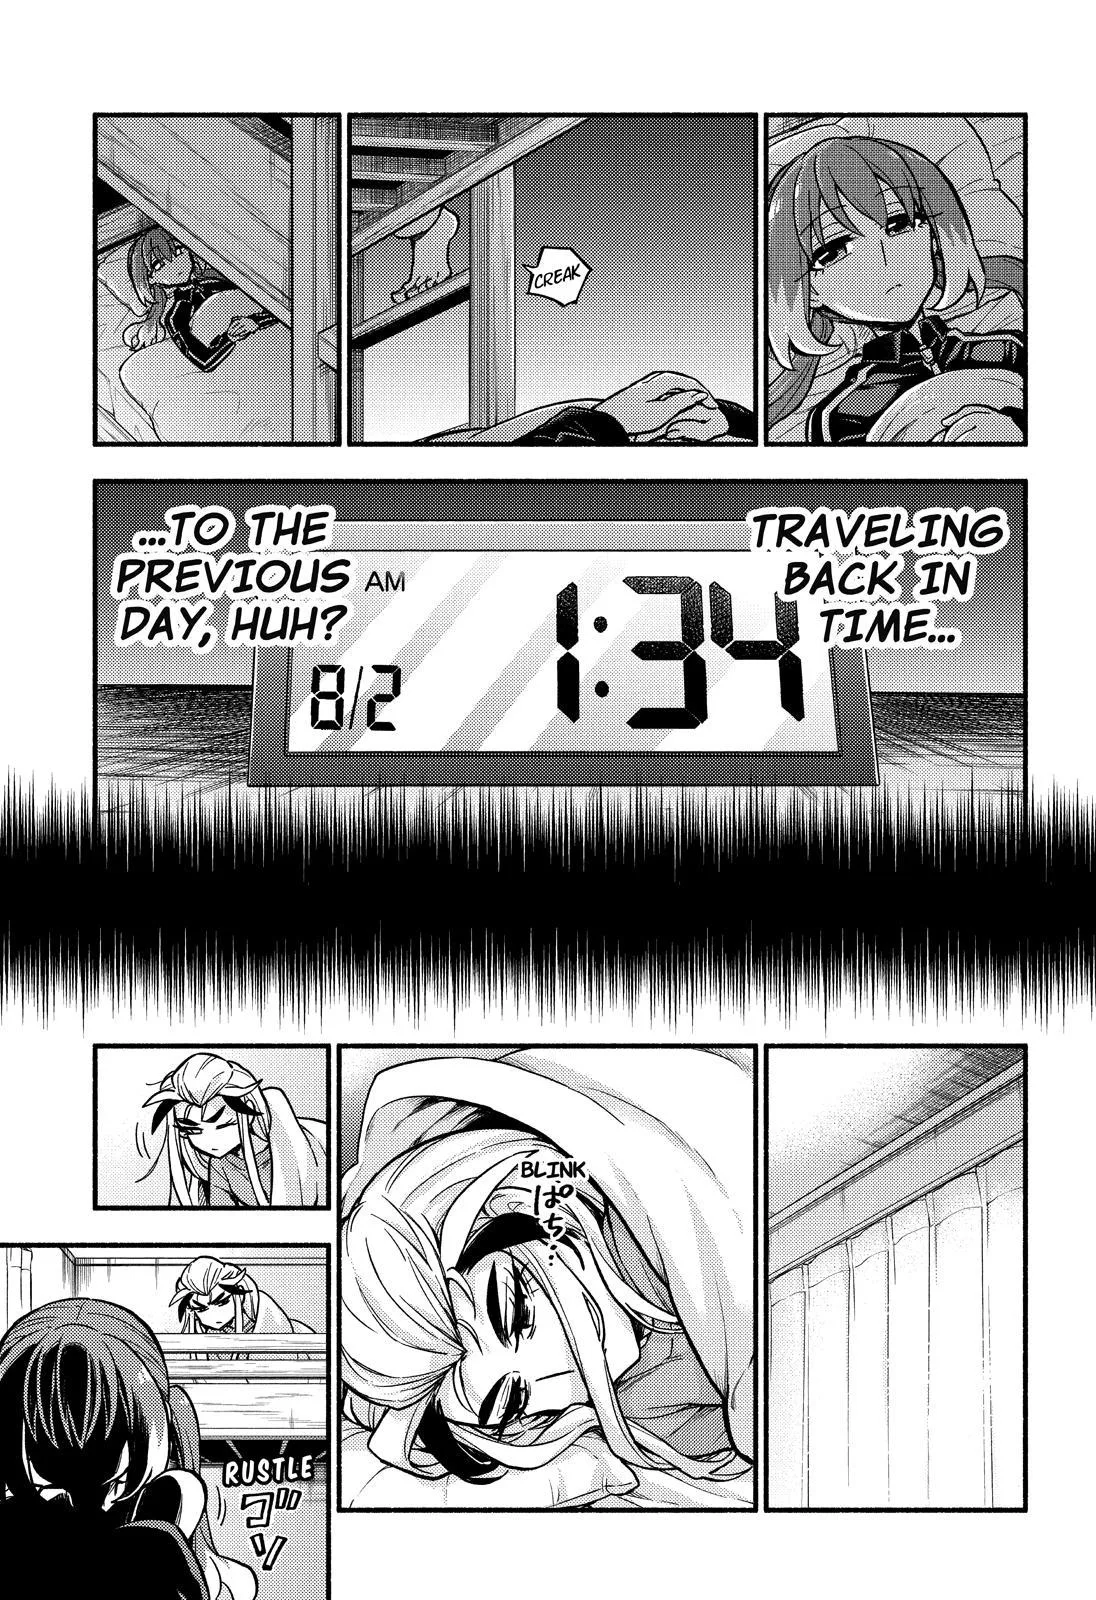 CREAK
TRAVELING
BACK IN
TIME...
...TO THE
PREVIOUS
DAY, HUH?
AM
1:34
8/2
BLINK
ぱち…
RUSTLE
ゴソ